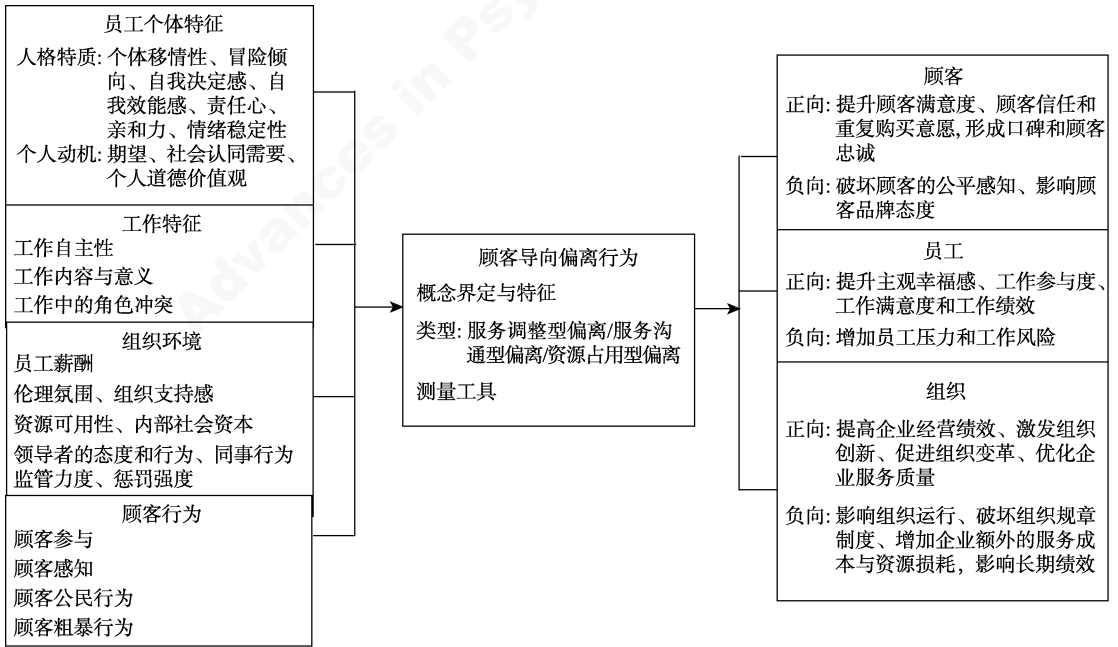 员工个体特征
人格特质: 个体移情性、冒险倾
向、自我决定感、自
我效能感、责任心、
亲和力、情绪稳定性
个人动机: 期望、社会认同需要、
个人道德价值观
工作特征
工作自主性
工作内容与意义
工作中的角色冲突
组织环境
员工薪酬
伦理氛围、组织支持感
资源可用性、内部社会资本
领导者的态度和行为、同事行为
监管力度、惩罚强度
顾客行为
顾客参与
顾客感知
顾客公民行为
顾客粗暴行为
顾客导向偏离行为
概念界定与特征
类型: 服务调整型偏离/服务沟
通型偏离/资源占用型偏离
测量工具
顾客
正向: 提升顾客满意度、顾客信任和
重复购买意愿, 形成口碑和顾客
忠诚
负向: 破坏顾客的公平感知、影响顾
客品牌态度
员工
正向: 提升主观幸福感、工作参与度、
工作满意度和工作绩效
负向: 增加员工压力和工作风险
组织
正向: 提高企业经营绩效、激发组织
创新、促进组织变革、优化企
业服务质量
负向: 影响组织运行、破坏组织规章
制度、增加企业额外的服务成
本与资源损耗，影响长期绩效
Advances in Psy